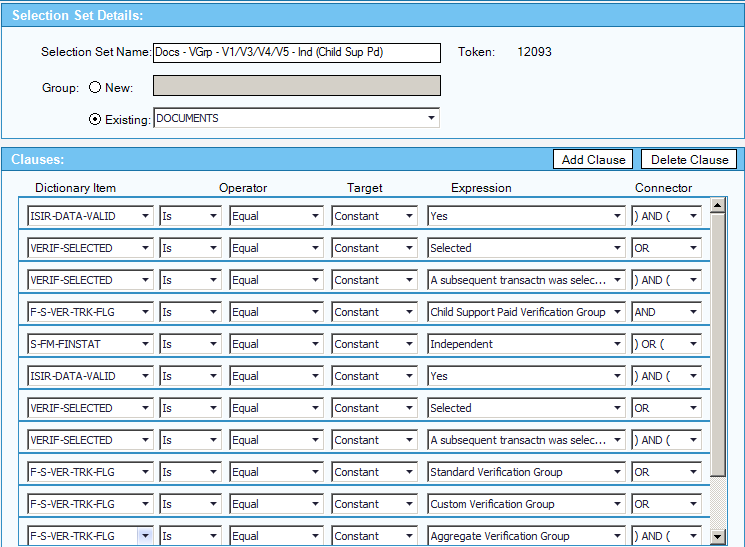 Selection Set Details:
Selection Set Name: Docs - VGrp - V1/V3/V4/V5 - Ind (Child Sup Pd) Token: 12093
Group: New:
Existing: DOCUMENTS
Clauses: Add Clause Delete Clause
Dictionary Item Operator Target Expression Connector
ISIR-DATA-VALID Is Equal Constant Yes ) AND (
VERIF-SELECTED Is Equal Constant Selected OR
VERIF-SELECTED Is Equal Constant A subsequent transactn was selec... ) AND (
F-S-VER-TRK-FLG Is Equal Constant Child Support Paid Verification Group AND
S-FM-FINSTAT Is Equal Constant Independent ) OR (
ISIR-DATA-VALID Is Equal Constant Yes ) AND (
VERIF-SELECTED Is Equal Constant Selected OR
VERIF-SELECTED Is Equal Constant A subsequent transactn was selec... ) AND (
F-S-VER-TRK-FLG Is Equal Constant Standard Verification Group OR
F-S-VER-TRK-FLG Is Equal Constant Custom Verification Group OR
F-S-VER-TRK-FLG Is Equal Constant Aggregate Verification Group ) AND (